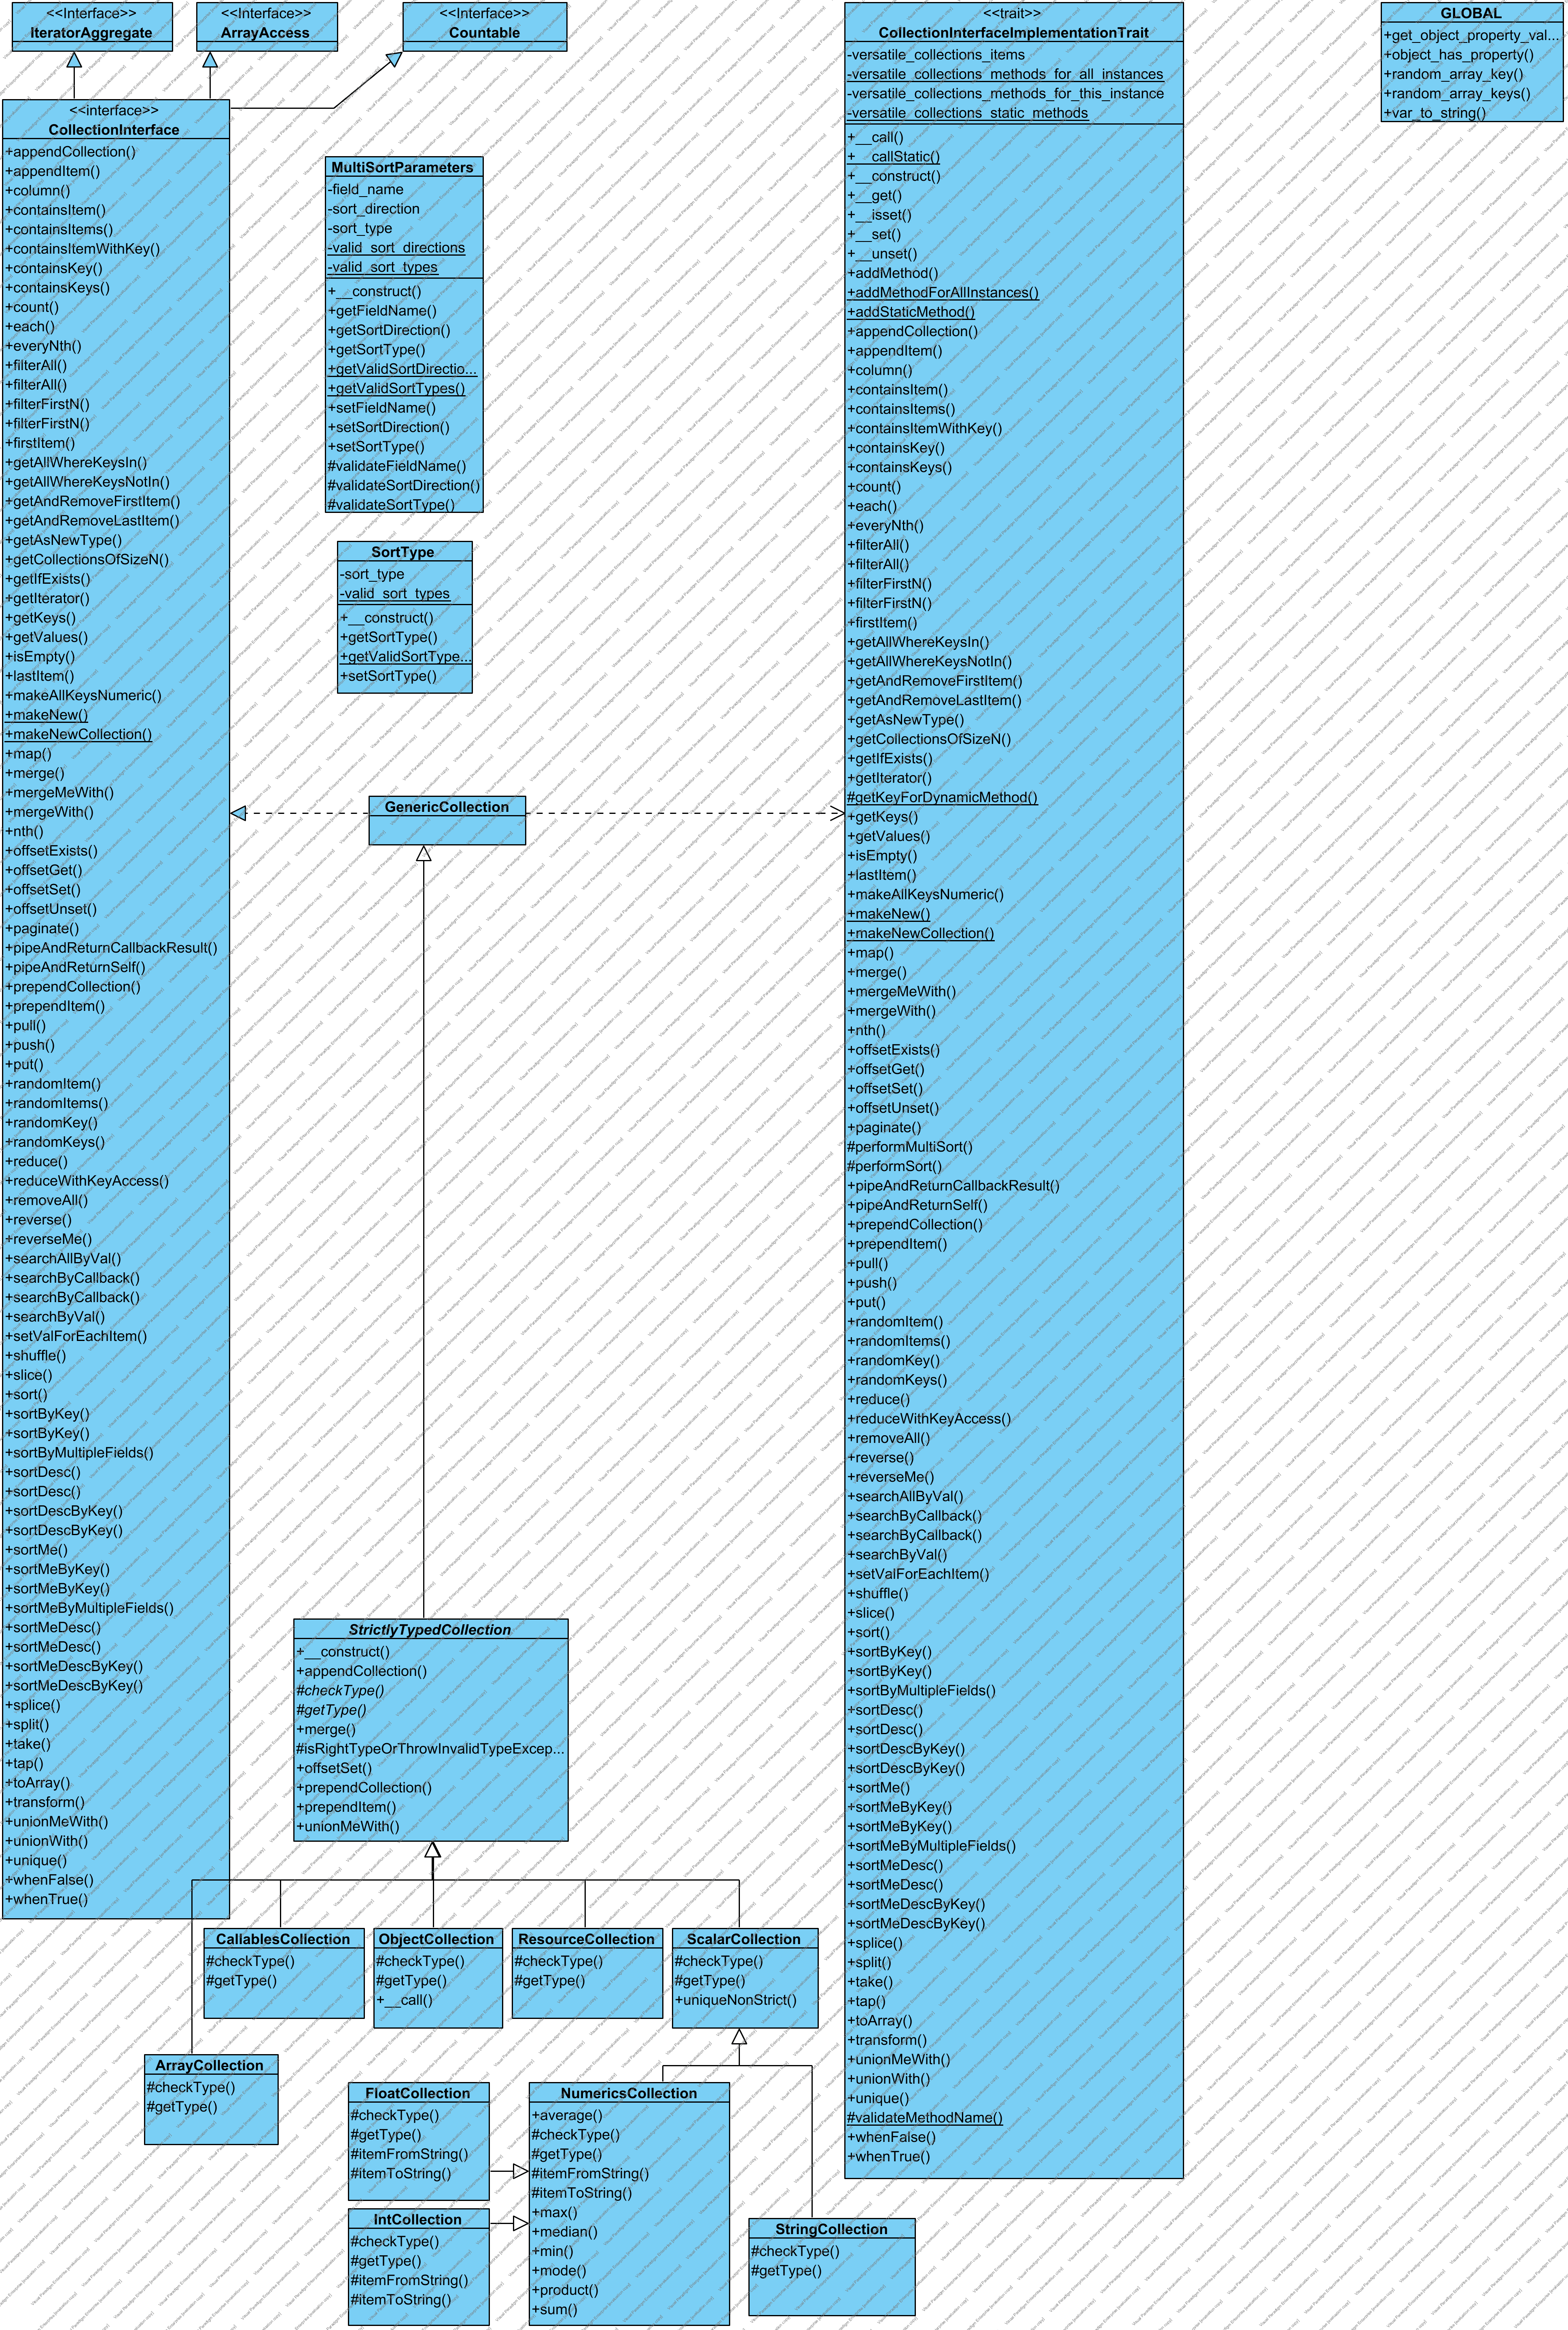 <<Interface>>
IteratorAggregate
<<Interface>>
ArrayAccess
<<Interface>>
Countable
<<interface>>
CollectionInterface
+appendCollection()
+appendItem()
+column()
+containsItem()
+containsItems()
+containsItemWithKey()
+containsKey()
+containsKeys()
+count()
+each()
+everyNth()
+filterAll()
+filterAll()
+filterFirstN()
+filterFirstN()
+firstItem()
+getAllWhereKeysIn()
+getAllWhereKeysNotIn()
+getAndRemoveFirstItem()
+getAndRemoveLastItem()
+getAsNewType()
+getCollectionsOfSizeN()
+getIfExists()
+getIterator()
+getKeys()
+getValues()
+isEmpty()
+lastItem()
+makeAllKeysNumeric()
+makeNew()
+makeNewCollection()
+map()
+merge()
+mergeMeWith()
+mergeWith()
+nth()
+offsetExists()
+offsetGet()
+offsetSet()
+offsetUnset()
+paginate()
+pipeAndReturnCallbackResult()
+pipeAndReturnSelf()
+prependCollection()
+prependItem()
+pull()
+push()
+put()
+randomItem()
+randomItems()
+randomKey()
+randomKeys()
+reduce()
+reduceWithKeyAccess()
+removeAll()
+reverse()
+reverseMe()
+searchAllByVal()
+searchByCallback()
+searchByCallback()
+searchByVal()
+setValForEachItem()
+shuffle()
+slice()
+sort()
+sortByKey()
+sortByKey()
+sortByMultipleFields()
+sortDesc()
+sortDesc()
+sortDescByKey()
+sortDescByKey()
+sortMe()
+sortMeByKey()
+sortMeByKey()
+sortMeByMultipleFields()
+sortMeDesc()
+sortMeDesc()
+sortMeDescByKey()
+sortMeDescByKey()
+splice()
+split()
+take()
+tap()
+toArray()
+transform()
+unionMeWith()
+unionWith()
+unique()
+whenFalse()
+whenTrue()
MultiSortParameters
-field_name
-sort_direction
-sort_type
-valid_sort_directions
-valid_sort_types
+__construct()
+getFieldName()
+getSortDirection()
+getSortType()
+getValidSortDirectio...
+getValidSortTypes()
+setFieldName()
+setSortDirection()
+setSortType()
#validateFieldName()
#validateSortDirection()
#validateSortType()
SortType
-sort_type
-valid_sort_types
+__construct()
+getSortType()
+getValidSortType...
+setSortType()
GenericCollection
StrictlyTypedCollection
+__construct()
+appendCollection()
#checkType()
#getType()
+merge()
#isRightTypeOrThrowInvalidTypeExcep...
+offsetSet()
+prependCollection()
+prependItem()
+unionMeWith()
CallablesCollection
#checkType()
#getType()
ObjectCollection
#checkType()
#getType()
+__call()
ResourceCollection
#checkType()
#getType()
ScalarCollection
#checkType()
#getType()
+uniqueNonStrict()
ArrayCollection
#checkType()
#getType()
FloatCollection
#checkType()
#getType()
#itemFromString()
#itemToString()
IntCollection
#checkType()
#getType()
#itemFromString()
#itemToString()
NumericsCollection
+average()
#checkType()
#getType()
#itemFromString()
#itemToString()
+max()
+median()
+min()
+mode()
+product()
+sum()
StringCollection
#checkType()
#getType()
<<trait>>
CollectionInterfaceImplementationTrait
-versatile_collections_items
-versatile_collections_methods_for_all_instances
-versatile_collections_methods_for_this_instance
-versatile_collections_static_methods
+__call()
+__callStatic()
+__construct()
+__get()
+__isset()
+__set()
+__unset()
+addMethod()
+addMethodForAllInstances()
+addStaticMethod()
+appendCollection()
+appendItem()
+column()
+containsItem()
+containsItems()
+containsItemWithKey()
+containsKey()
+containsKeys()
+count()
+each()
+everyNth()
+filterAll()
+filterAll()
+filterFirstN()
+filterFirstN()
+firstItem()
+getAllWhereKeysIn()
+getAllWhereKeysNotIn()
+getAndRemoveFirstItem()
+getAndRemoveLastItem()
+getAsNewType()
+getCollectionsOfSizeN()
+getIfExists()
+getIterator()
#getKeyForDynamicMethod()
+getKeys()
+getValues()
+isEmpty()
+lastItem()
+makeAllKeysNumeric()
+makeNew()
+makeNewCollection()
+map()
+merge()
+mergeMeWith()
+mergeWith()
+nth()
+offsetExists()
+offsetGet()
+offsetSet()
+offsetUnset()
+paginate()
#performMultiSort()
#performSort()
+pipeAndReturnCallbackResult()
+pipeAndReturnSelf()
+prependCollection()
+prependItem()
+pull()
+push()
+put()
+randomItem()
+randomItems()
+randomKey()
+randomKeys()
+reduce()
+reduceWithKeyAccess()
+removeAll()
+reverse()
+reverseMe()
+searchAllByVal()
+searchByCallback()
+searchByCallback()
+searchByVal()
+setValForEachItem()
+shuffle()
+slice()
+sort()
+sortByKey()
+sortByKey()
+sortByMultipleFields()
+sortDesc()
+sortDesc()
+sortDescByKey()
+sortDescByKey()
+sortMe()
+sortMeByKey()
+sortMeByKey()
+sortMeByMultipleFields()
+sortMeDesc()
+sortMeDesc()
+sortMeDescByKey()
+sortMeDescByKey()
+splice()
+split()
+take()
+tap()
+toArray()
+transform()
+unionMeWith()
+unionWith()
+unique()
#validateMethodName()
+whenFalse()
+whenTrue()
GLOBAL
+get_object_property_val...
+object_has_property()
+random_array_key()
+random_array_keys()
+var_to_string()